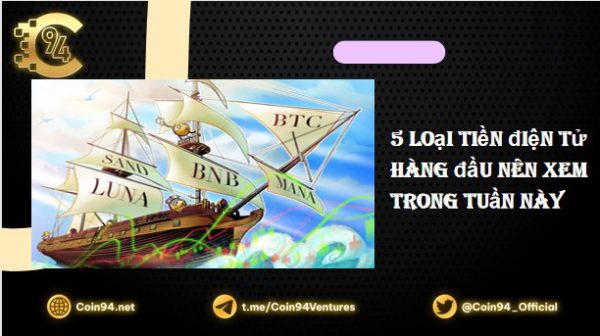 94
BTC
SAND
BNB
MANA
LUNA
5 LOẠI TIỀN ĐIỆN TỬ
HÀNG ĐẦU NÊN XEM
TRONG TUẦN NÀY
Coin94.net
t.me/Coin94Ventures
@Coin94_Official